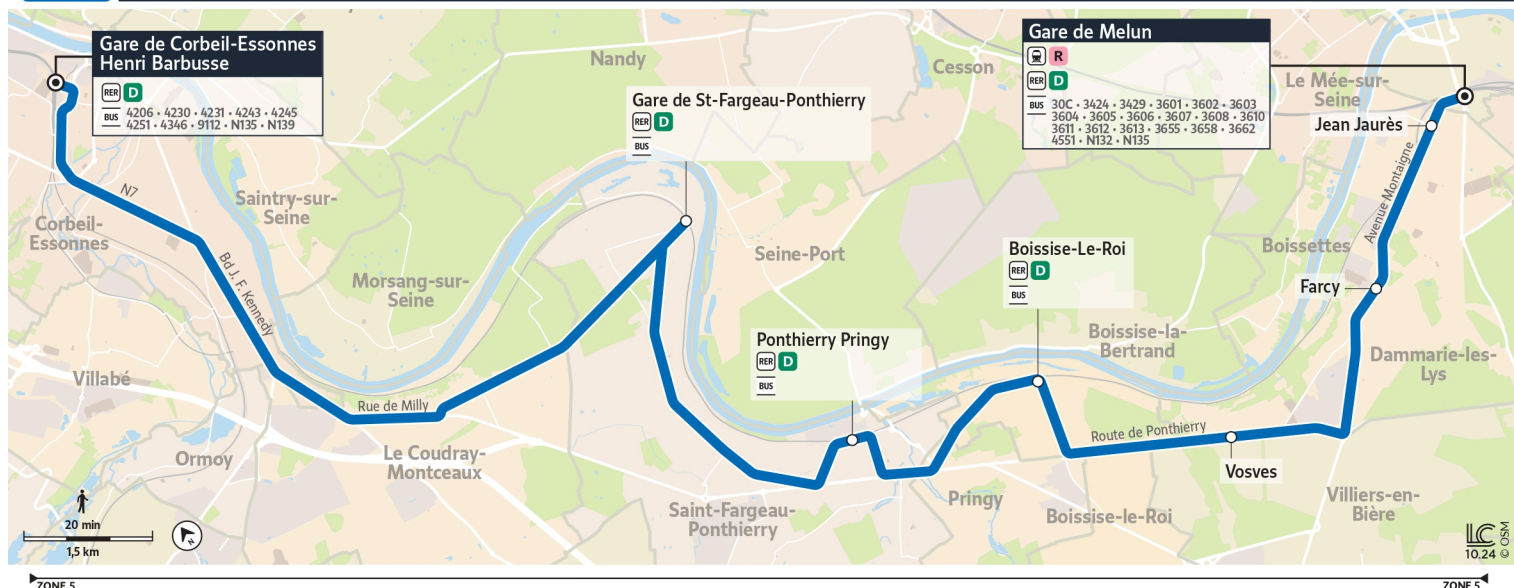 Gare de Corbeil-Essonnes
Henri Barbusse
RER D
BUS 4206 • 4230 • 4231 • 4243 • 4245
4251 • 4346 • 9112 • N135 • N139
Nandy
Cesson
Gare de Melun
R
RER D
BUS 30C • 3424 • 3429 • 3601 • 3602 • 3603
3604 • 3605 • 3606 • 3607 • 3608 • 3610
3611 • 3612 • 3613 • 3655 • 3658 • 3662
4551 • N132 • N135
Le Mée-sur-
Seine
Jean Jaurès
Gare de St-Fargeau-Ponthierry
RER D
BUS
N7
Saintry-sur-
Seine
Corbeil-
Essonnes
Avenue Montaigne
Seine-Port
Boissise-Le-Roi
RER D
BUS
Boissettes
Bd J. F. Kennedy
Morsang-sur-
Seine
Farcy
Ponthierry Pringy
RER D
BUS
Boissise-la-
Bertrand
Dammarie-les-
Lys
Villabé
Rue de Milly
Route de Ponthierry
Ormoy
Le Coudray-
Montceaux
Vosves
Saint-Fargeau-
Ponthierry
Pringy
Boissise-le-Roi
Villiers-en-
Bière
20 min
1,5 km
N
LC
10.24 © OSM
ZONE 5
ZONE 5